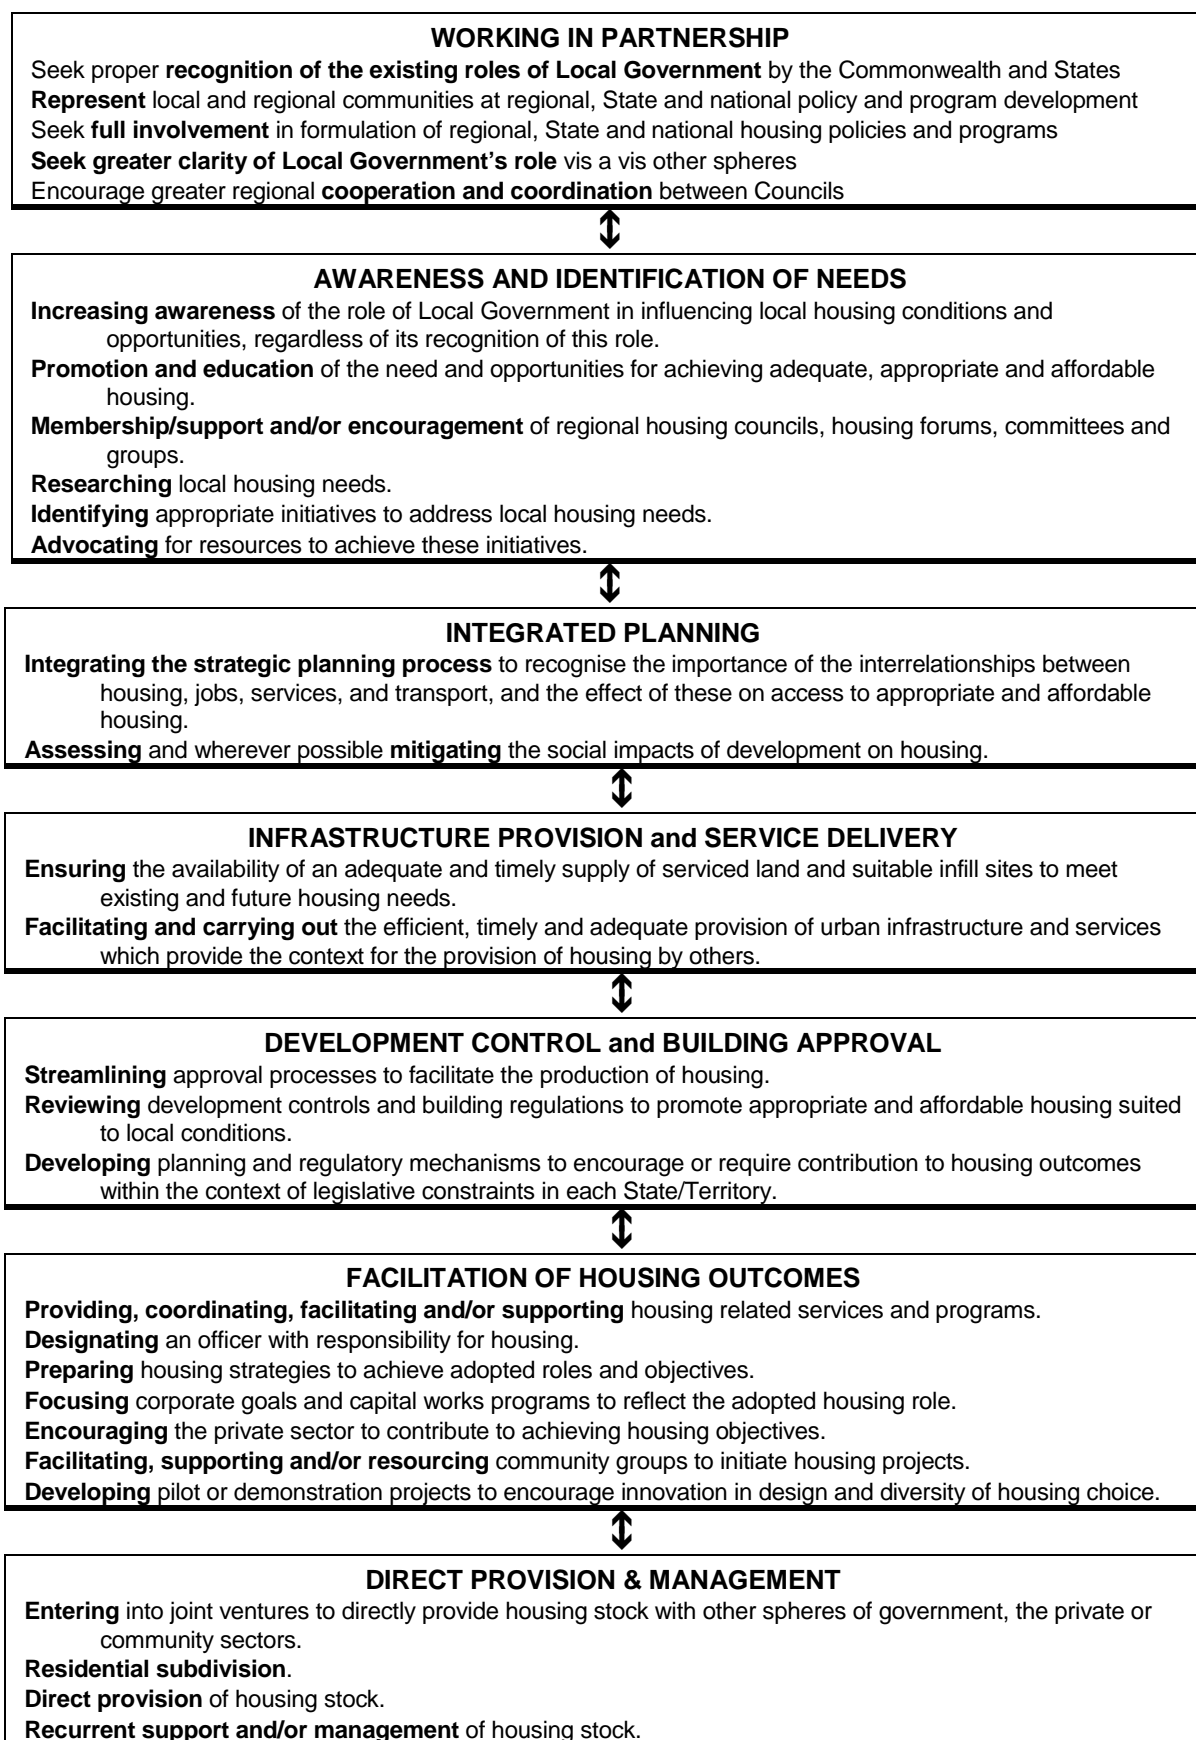 WORKING IN PARTNERSHIP
Seek proper recognition of the existing roles of Local Government by the Commonwealth and States
Represent local and regional communities at regional, State and national policy and program development
Seek full involvement in formulation of regional, State and national housing policies and programs
Seek greater clarity of Local Government's role vis a vis other spheres
Encourage greater regional cooperation and coordination between Councils
AWARENESS AND IDENTIFICATION OF NEEDS
Increasing awareness of the role of Local Government in influencing local housing conditions and
opportunities, regardless of its recognition of this role.
Promotion and education of the need and opportunities for achieving adequate, appropriate and affordable
housing.
Membership/support and/or encouragement of regional housing councils, housing forums, committees and
groups.
Researching local housing needs.
Identifying appropriate initiatives to address local housing needs.
Advocating for resources to achieve these initiatives.
INTEGRATED PLANNING
Integrating the strategic planning process to recognise the importance of the interrelationships between
housing, jobs, services, and transport, and the effect of these on access to appropriate and affordable
housing.
Assessing and wherever possible mitigating the social impacts of development on housing.
INFRASTRUCTURE PROVISION and SERVICE DELIVERY
Ensuring the availability of an adequate and timely supply of serviced land and suitable infill sites to meet
existing and future housing needs.
Facilitating and carrying out the efficient, timely and adequate provision of urban infrastructure and services
which provide the context for the provision of housing by others.
DEVELOPMENT CONTROL and BUILDING APPROVAL
Streamlining approval processes to facilitate the production of housing.
Reviewing development controls and building regulations to promote appropriate and affordable housing suited
to local conditions.
Developing planning and regulatory mechanisms to encourage or require contribution to housing outcomes
within the context of legislative constraints in each State/Territory.
FACILITATION OF HOUSING OUTCOMES
Providing, coordinating, facilitating and/or supporting housing related services and programs.
Designating an officer with responsibility for housing.
Preparing housing strategies to achieve adopted roles and objectives.
Focusing corporate goals and capital works programs to reflect the adopted housing role.
Encouraging the private sector to contribute to achieving housing objectives.
Facilitating, supporting and/or resourcing community groups to initiate housing projects.
Developing pilot or demonstration projects to encourage innovation in design and diversity of housing choice.
DIRECT PROVISION & MANAGEMENT
Entering into joint ventures to directly provide housing stock with other spheres of government, the private or
community sectors.
Residential subdivision.
Direct provision of housing stock.
Recurrent support and/or management of housing stock.